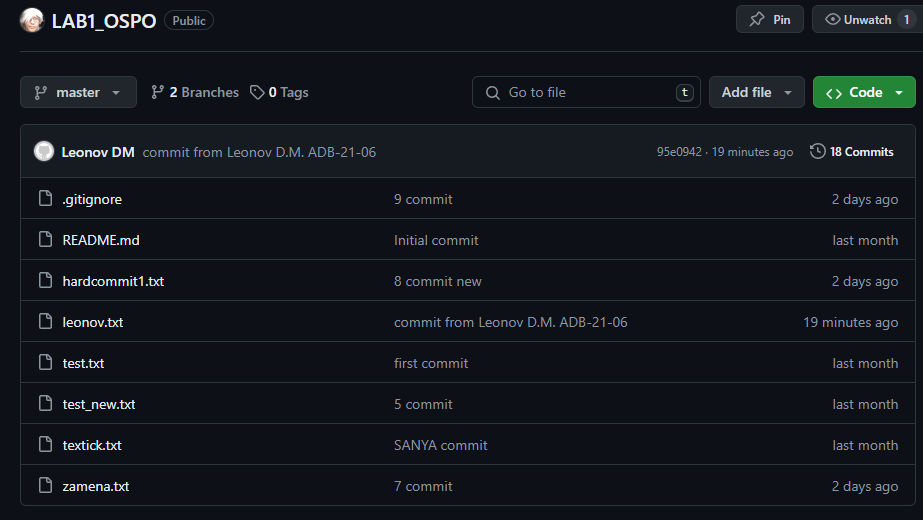 LAB1_OSPO Public Pin Unwatch 1
master 2 Branches 0 Tags Go to file t Add file Code
Leonov DM commit from Leonov D.M. ADB-21-06 95e0942 · 19 minutes ago 18 Commits
.gitignore 9 commit 2 days ago
README.md Initial commit last month
hardcommit1.txt 8 commit new 2 days ago
leonov.txt commit from Leonov D.M. ADB-21-06 19 minutes ago
test.txt first commit last month
test_new.txt 5 commit last month
textick.txt SANYA commit last month
zamena.txt 7 commit 2 days ago